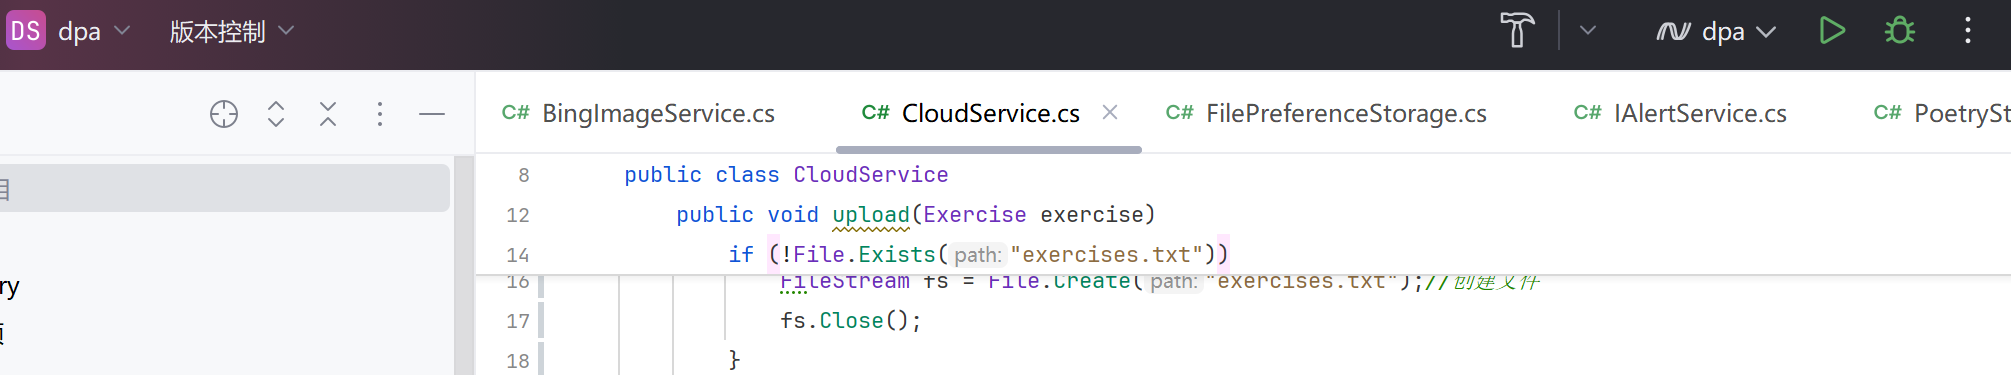 DS dpa 版本控制 dpa
C# BingImageService.cs C# CloudService.cs C# FilePreferenceStorage.cs C# IAlertService.cs C# PoetrySt
8 public class CloudService
12 public void upload(Exercise exercise)
14 if (!File.Exists(path:"exercises.txt"))
16 FileStream fs = File.Create(path:"exercises.txt");//创建文件
ry
17 fs.Close();
18 }